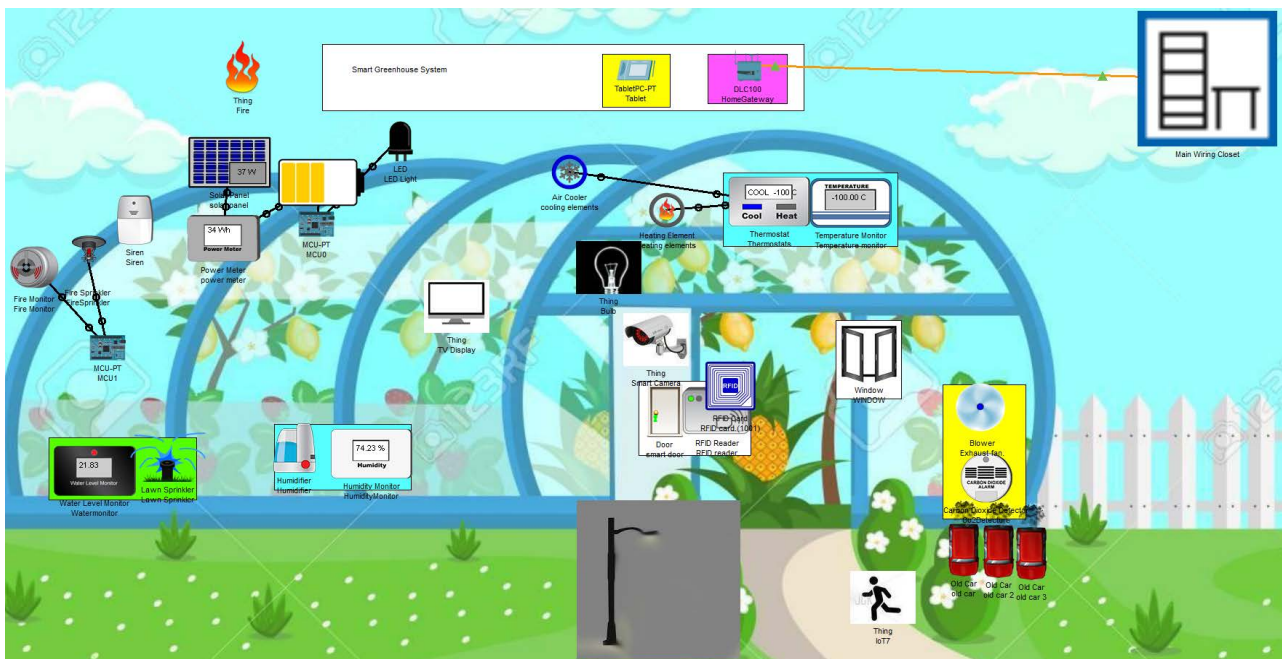 Smart Greenhouse System
TabletPC-PT
Tablet
DLC100
HomeGateway
Main Wiring Closet
Thing
Fire
37 W
Solar Panel
solar panel
LED
LED Light
MCU-PT
MCU0
34 Wh
Power Meter
Power Meter
power meter
Siren
Siren
Fire Monitor
Fire Monitor
Fire Sprinkler
FireSprinkler
MCU-PT
MCU1
Air Cooler
cooling elements
Heating Element
heating elements
COOL -100 C
Cool Heat
Thermostat
Thermostats
TEMPERATURE
-100.00 C
Temperature Monitor
Temperature monitor
Thing
Bulb
Thing
TV Display
Thing
Smart Camera
Window
WINDOW
RFID
RFID Card
RFID card.(1001)
Door
smart door
RFID Reader
RFID reader
Blower
Exhaust fan.
CARBON DIOXIDE
ALARM
Carbon Dioxide Detector
Old Car
old car
Old Car
old car 2
Old Car
old car 3
21.83
Water Level Monitor
Water Level Monitor
Watermonitor
Lawn Sprinkler
Lawn Sprinkler
Humidifier
Humidifier
74.23 %
Humidity
Humidity Monitor
HumidityMonitor
Thing
IoT7
123RF